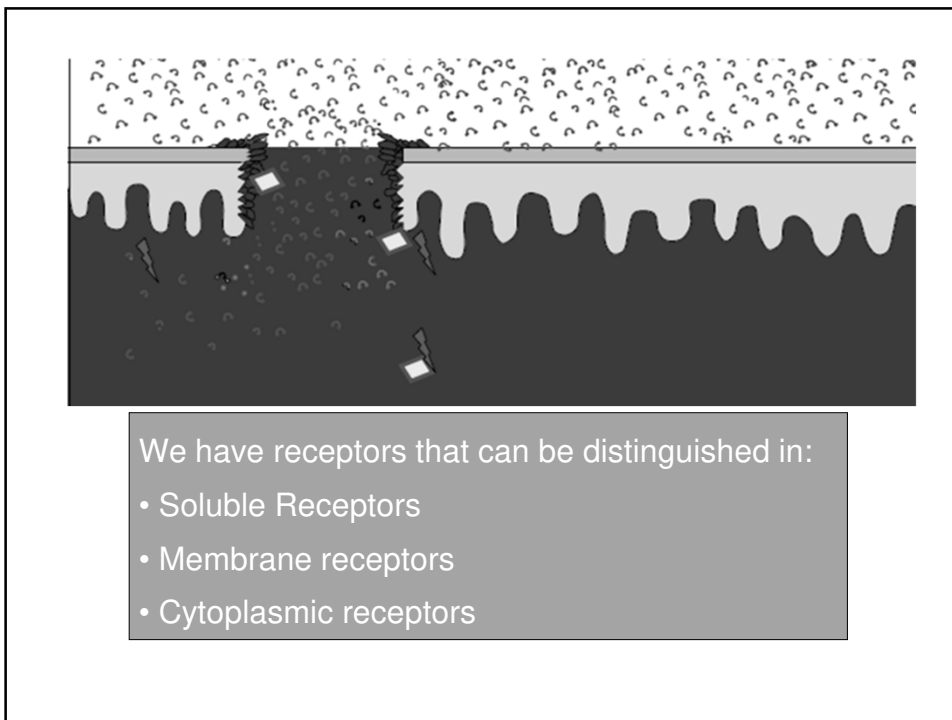 We have receptors that can be distinguished in:
• Soluble Receptors
• Membrane receptors
• Cytoplasmic receptors